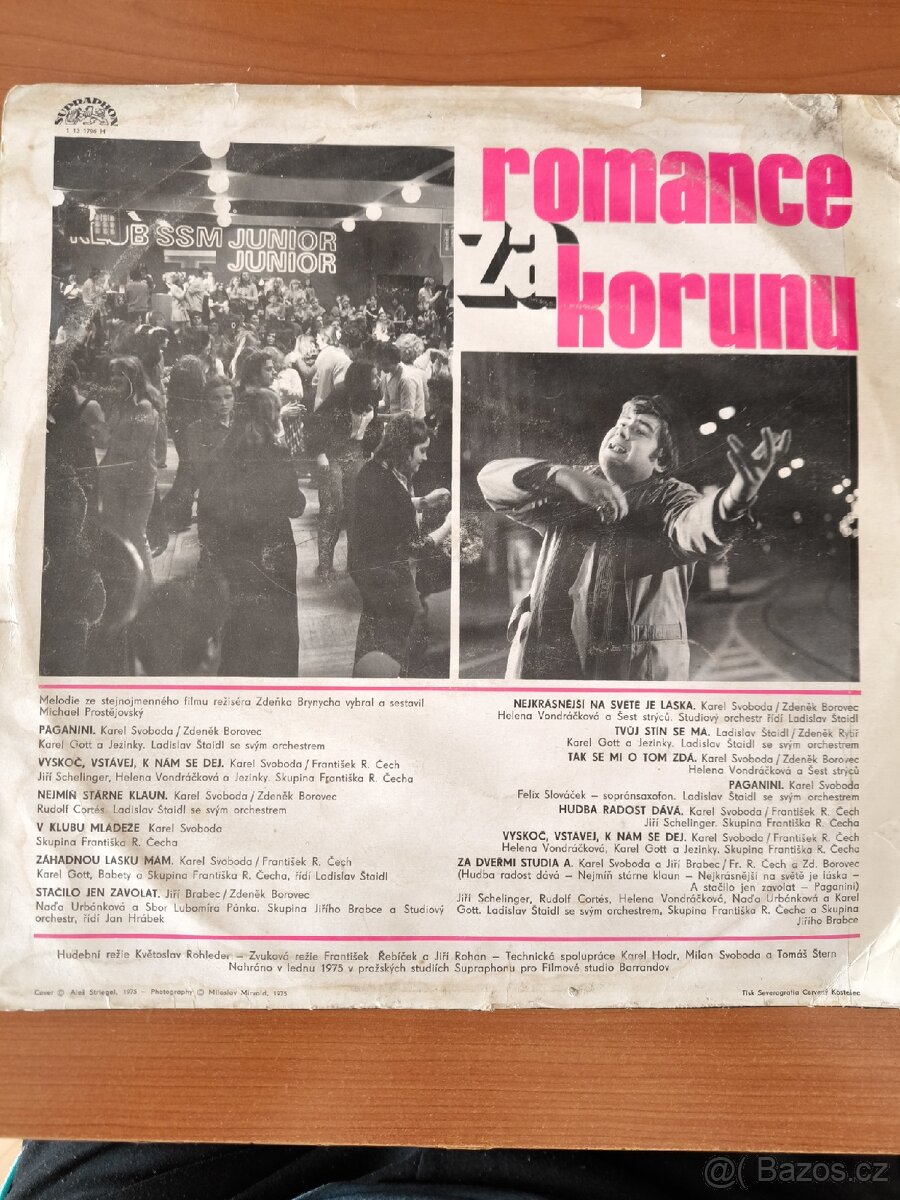 SUPRAPHON
1 13 1796 H
romance
za
korunu
KLUB SSM JUNIOR
JUNIOR
Melodie ze stejnojmenného filmu režiséra Zdeňka Brynycha vybral a sestavil
Michael Prostějovský
PAGANINI. Karel Svoboda / Zdeněk Borovec
Karel Gott a Jezinky. Ladislav Štaidl se svým orchestrem
VYSKOČ, VSTÁVEJ, K NÁM SE DEJ. Karel Svoboda / František R. Čech
Jiří Schelinger, Helena Vondráčková a Jezinky. Skupina Františka R. Čecha
NEJMÍŇ STÁRNE KLAUN. Karel Svoboda / Zdeněk Borovec
Rudolf Cortés. Ladislav Štaidl se svým orchestrem
V KLUBU MLÁDEŽE Karel Svoboda
Skupina Františka R. Čecha
ZÁHADNOU LÁSKU MÁM. Karel Svoboda / František R. Čech
Karel Gott, Babety a Skupina Františka R. Čecha, řídí Ladislav Štaidl
STAČILO JEN ZAVOLAT. Jiří Brabec / Zdeněk Borovec
Naďa Urbánková a Sbor Lubomíra Pánka. Skupina Jiřího Brabce a Studiový
orchestr, řídí Jan Hrábek
NEJKRÁSNĚJŠÍ NA SVĚTĚ JE LÁSKA. Karel Svoboda / Zdeněk Borovec
Helena Vondráčková a Šest strýců. Studiový orchestr řídí Ladislav Štaidl
TVŮJ STÍN SE MÁ. Ladislav Štaidl / Zdeněk Rytíř
Karel Gott a Jezinky. Ladislav Štaidl se svým orchestrem
TAK SE MI O TOM ZDÁ. Karel Svoboda / Zdeněk Borovec
Helena Vondráčková a Šest strýců
PAGANINI. Karel Svoboda
Felix Slováček – sopránsaxofon. Ladislav Štaidl se svým orchestrem
HUDBA RADOST DÁVÁ. Karel Svoboda / František R. Čech
Jiří Schelinger. Skupina Františka R. Čecha
VYSKOČ, VSTÁVEJ, K NÁM SE DEJ. Karel Svoboda / František R. Čech
Helena Vondráčková, Karel Gott a Jezinky. Skupina Františka R. Čecha
ZA DVEŘMI STUDIA A. Karel Svoboda a Jiří Brabec / Fr. R. Čech a Zd. Borovec
(Hudba radost dává – Nejmíň stárne klaun – Nejkrásnější na světě je láska –
A stačilo jen zavolat – Paganini)
Jiří Schelinger, Rudolf Cortés, Helena Vondráčková, Naďa Urbánková a Karel
Gott. Ladislav Štaidl se svým orchestrem, Skupina Františka R. Čecha a Skupina
Jiřího Brabce
Hudební režie Květoslav Rohleder – Zvuková režie František Řebíček a Jiří Rohan – Technická spolupráce Karel Hodr, Milan Svoboda a Tomáš Štern
Nahráno v lednu 1975 v pražských studiích Supraphonu pro Filmové studio Barrandov
Cover © Aleš Striegel, 1975 – Photography © Miloslav Mirvald, 1975
Tisk Severografia Červený Kostelec
@( Bazos.cz